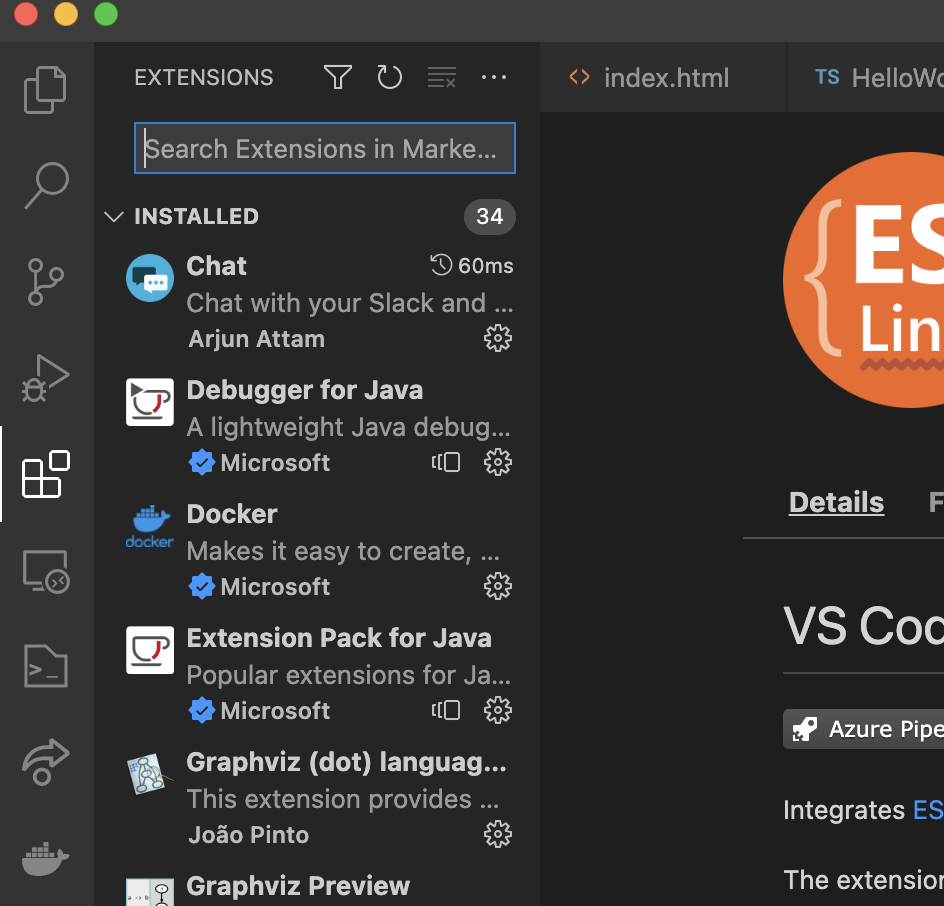 EXTENSIONS
Search Extensions in Marke...
INSTALLED
34
Chat
60ms
Chat with your Slack and ...
Arjun Attam
Debugger for Java
A lightweight Java debug...
Microsoft
docker
Docker
Makes it easy to create, ...
Microsoft
Extension Pack for Java
Popular extensions for Ja...
Microsoft
Graphviz (dot) languag...
This extension provides ...
João Pinto
Graphviz Preview
<> index.html
TS HelloWo
{ ES
Lin
Details F
VS Cod
Azure Pipe
Integrates ES
The extension